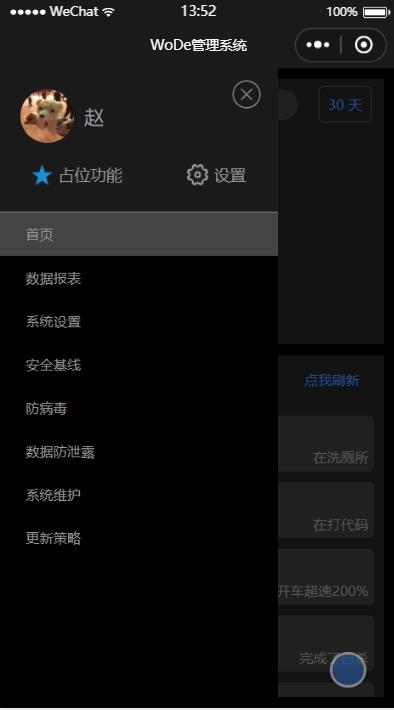 WeChat 13:52 100%
WoDe管理系统
赵
30 天
占位功能 设置
首页
数据报表
系统设置
点我刷新
安全基线
防病毒
数据防泄露
在洗厕所
系统维护
在打代码
更新策略
开车超速200%
完成了自杀